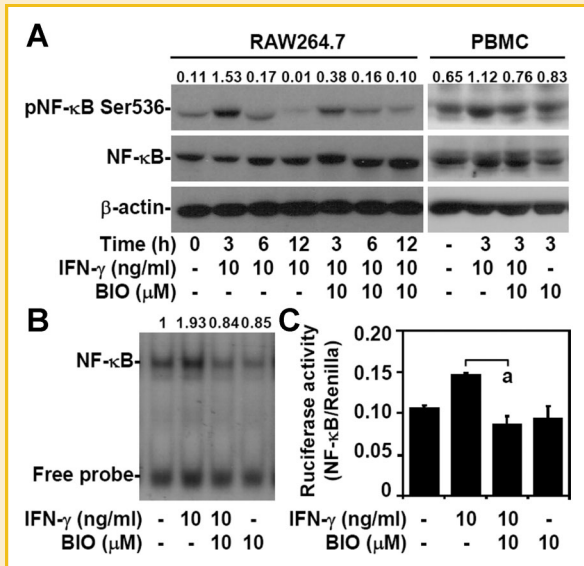 A
RAW264.7 PBMC
0.11 1.53 0.17 0.01 0.38 0.16 0.10 0.65 1.12 0.76 0.83
pNF-κB Ser536-
NF-κB-
β-actin-
Time (h) 0 3 6 12 3 6 12 - 3 3 3
IFN-γ (ng/ml) - 10 10 10 10 10 10 - 10 10 -
BIO (μM) - - - - 10 10 10 - - 10 10
B
1 1.93 0.84 0.85
NF-κB-
Free probe-
IFN-γ (ng/ml) - 10 10 -
BIO (μM) - - 10 10
C
Ruciferase activity
(NF-κB/Renilla)
0.20
0.15
0.10
0.05
0.00
a
IFN-γ (ng/ml) - 10 10 -
BIO (μM) - - 10 10